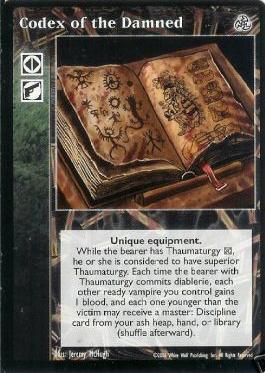 Codex of the Damned
Unique equipment.
While the bearer has Thaumaturgy
he or she is considered to have superior
Thaumaturgy. Each time the bearer with
Thaumaturgy commits diablerie, each
other ready vampire you control gains
1 blood, and each one younger than the
victim may receive a master: Discipline
card from your ash heap, hand, or library
(shuffle afterward).
Illus: Jeremy McHugh
White Wolf Publishing, Inc. All Rights